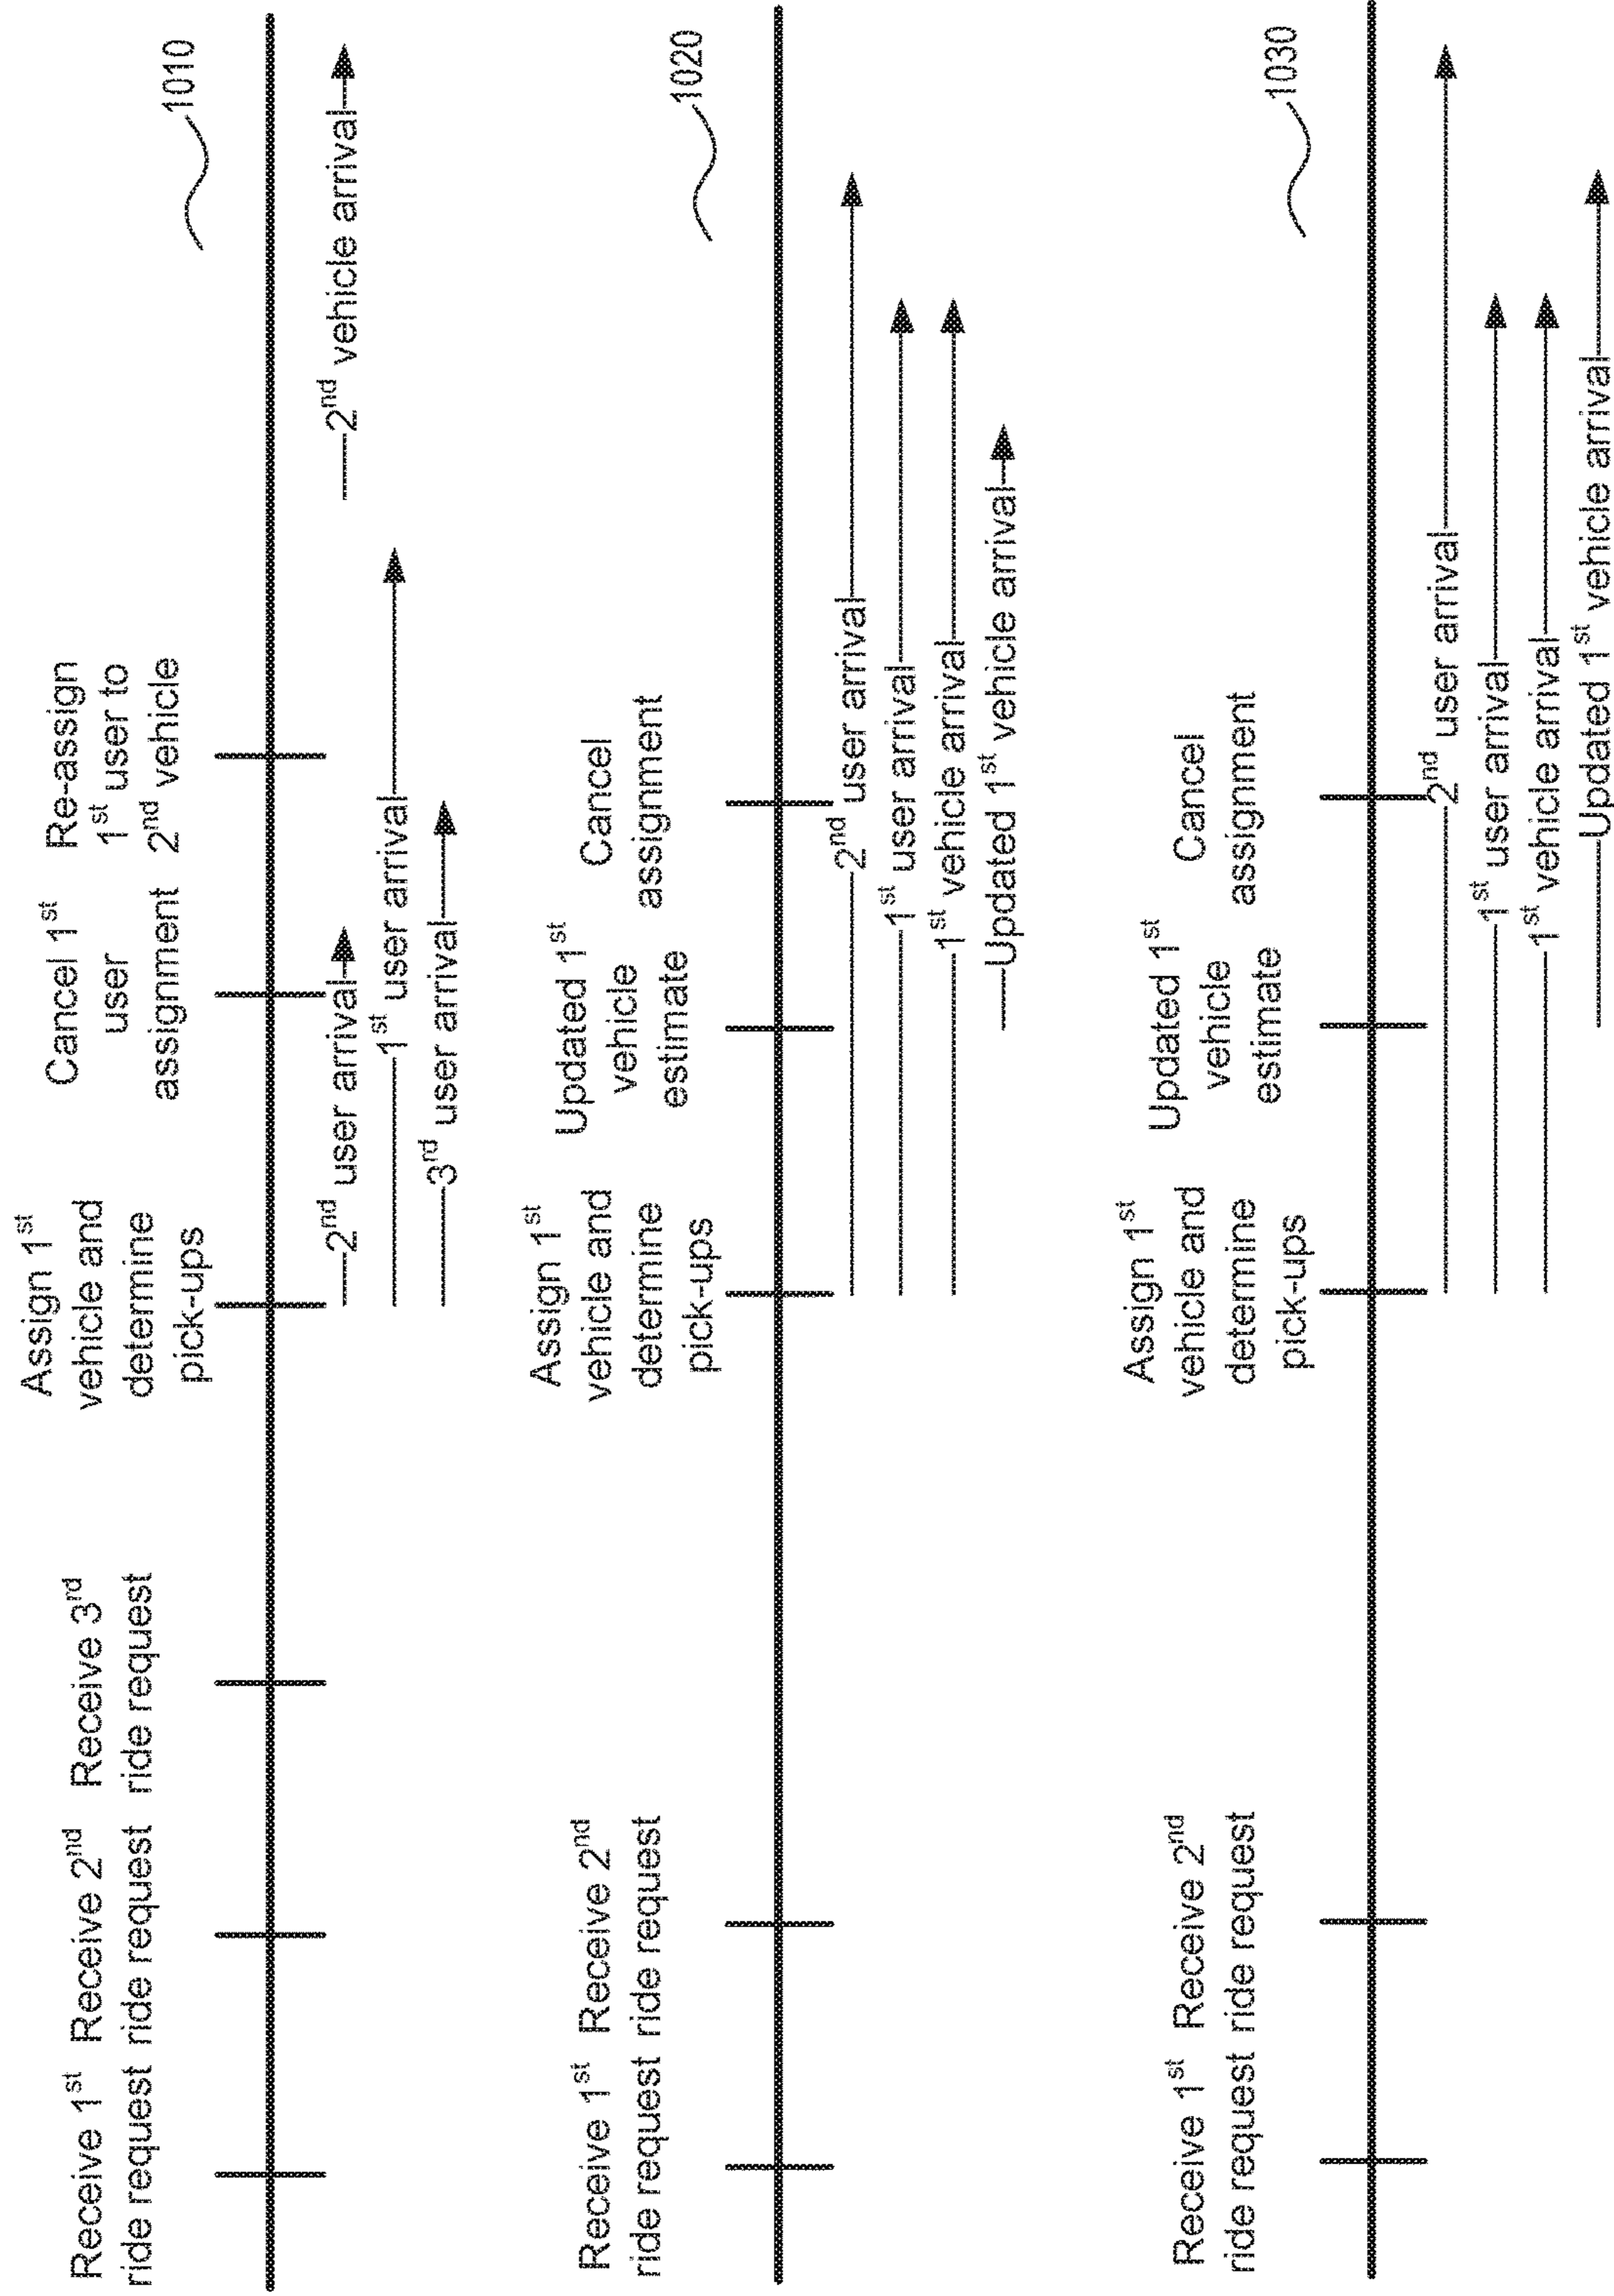 Receive 1st
ride request
Receive 2nd
ride request
Receive 3rd
ride request
Assign 1st
vehicle and
determine
pick-ups
Cancel 1st
user
assignment
Re-assign
1st user to
2nd vehicle
1010
2nd user arrival
2nd vehicle arrival
1st user arrival
3rd user arrival
Receive 1st
ride request
Receive 2nd
ride request
Assign 1st
vehicle and
determine
pick-ups
Updated 1st
vehicle
estimate
Cancel
assignment
1020
2nd user arrival
1st user arrival
1st vehicle arrival
Updated 1st vehicle arrival
Receive 1st
ride request
Receive 2nd
ride request
Assign 1st
vehicle and
determine
pick-ups
Updated 1st
vehicle
estimate
Cancel
assignment
1030
2nd user arrival
1st user arrival
1st vehicle arrival
Updated 1st vehicle arrival